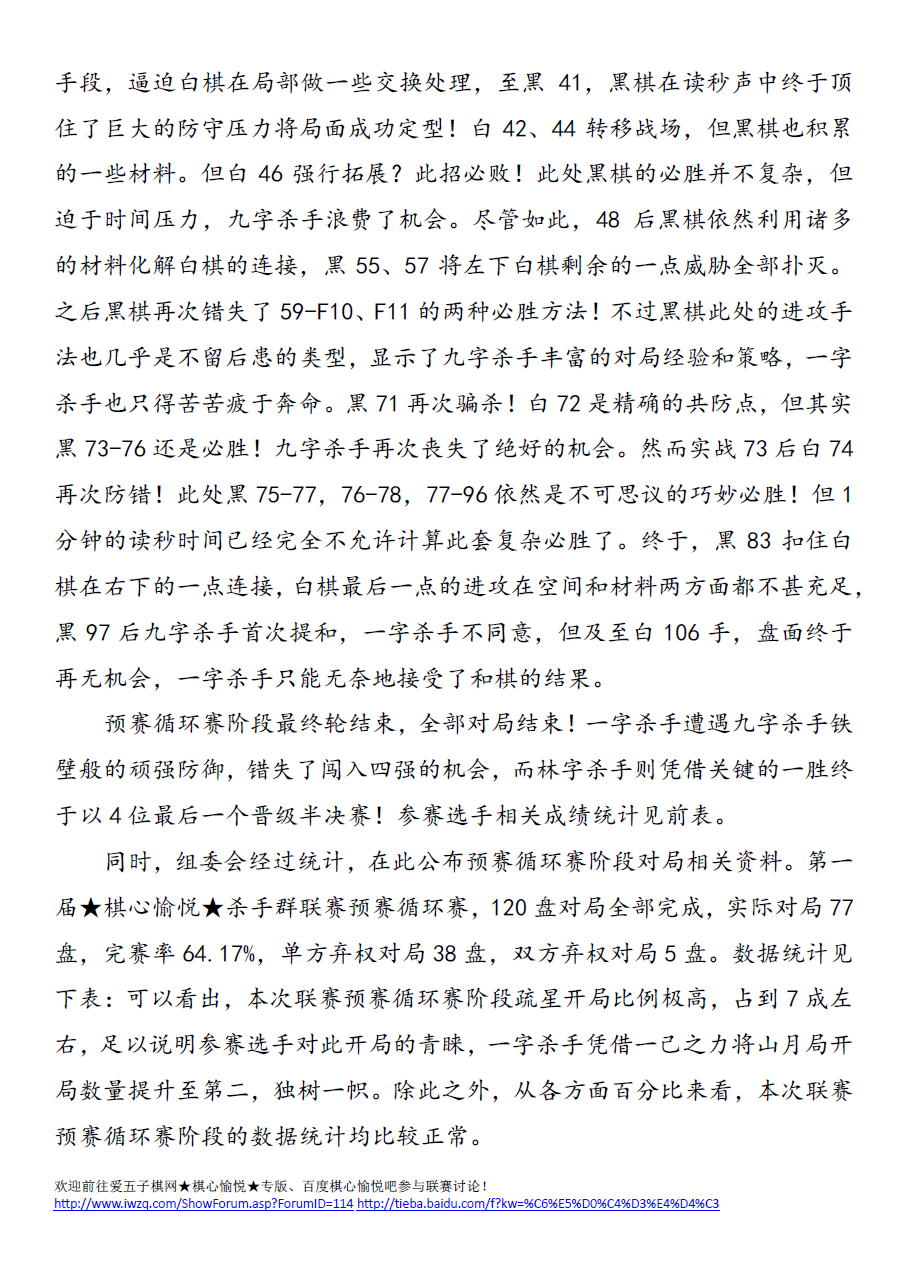 手段，逼迫白棋在局部做一些交换处理，至黑 41，黑棋在读秒声中终于顶
住了巨大的防守压力将局面成功定型！白 42、44 转移战场，但黑棋也积累
的一些材料。但白 46 强行拓展？此招必败！此处黑棋的必胜并不复杂，但
迫于时间压力，九字杀手浪费了机会。尽管如此，48 后黑棋依然利用诸多
的材料化解白棋的连接，黑 55、57 将左下白棋剩余的一点威胁全部扑灭。
之后黑棋再次错失了 59-F10、F11 的两种必胜方法！不过黑棋此处的进攻手
法也几乎是不留后患的类型，显示了九字杀手丰富的对局经验和策略，一字
杀手也只得苦苦疲于奔命。黑 71 再次骗杀！白 72 是精确的共防点，但其实
黑 73-76 还是必胜！九字杀手再次丧失了绝好的机会。然而实战 73 后白 74
再次防错！此处黑 75-77，76-78，77-96 依然是不可思议的巧妙必胜！但 1
分钟的读秒时间已经完全不允许计算此套复杂必胜了。终于，黑 83 扣住白
棋在右下的一点连接，白棋最后一点的进攻在空间和材料两方面都不甚充足，
黑 97 后九字杀手首次提和，一字杀手不同意，但及至白 106 手，盘面终于
再无机会，一字杀手只能无奈地接受了和棋的结果。
预赛循环赛阶段最终轮结束，全部对局结束！一字杀手遭遇九字杀手铁
壁般的顽强防御，错失了闯入四强的机会，而林字杀手则凭借关键的一胜终
于以 4 位最后一个晋级半决赛！参赛选手相关成绩统计见前表。
同时，组委会经过统计，在此公布预赛循环赛阶段对局相关资料。第一
届★棋心愉悦★杀手群联赛预赛循环赛，120 盘对局全部完成，实际对局 77
盘，完赛率 64.17%，单方弃权对局 38 盘，双方弃权对局 5 盘。数据统计见
下表：可以看出，本次联赛预赛循环赛阶段疏星开局比例极高，占到 7 成左
右，足以说明参赛选手对此开局的青睐，一字杀手凭借一己之力将山月局开
局数量提升至第二，独树一帜。除此之外，从各方面百分比来看，本次联赛
预赛循环赛阶段的数据统计均比较正常。
欢迎前往爱五子棋网★棋心愉悦★专版、百度棋心愉悦吧参与联赛讨论！
http://www.iwzq.com/ShowForum.asp?ForumID=114 http://tieba.baidu.com/f?kw=%C6%E5%D0%C4%D3%E4%D4%C3